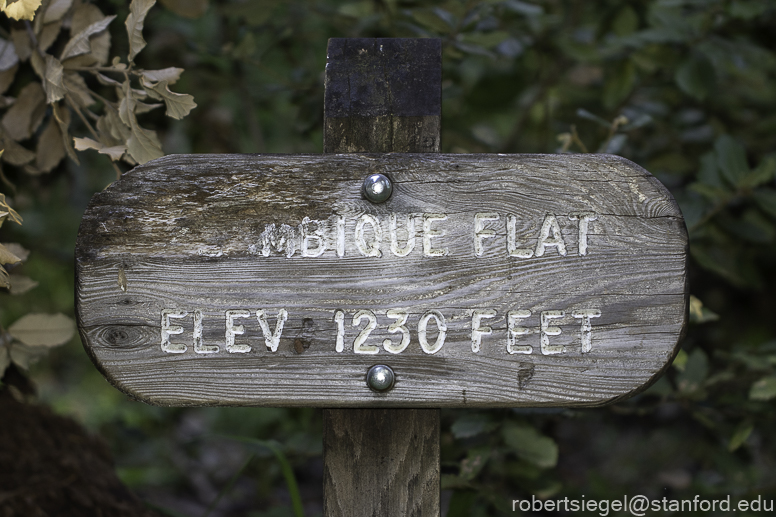 MBIQUE FLAT
ELEV. 1230 FEET
robertsiegel@stanford.edu